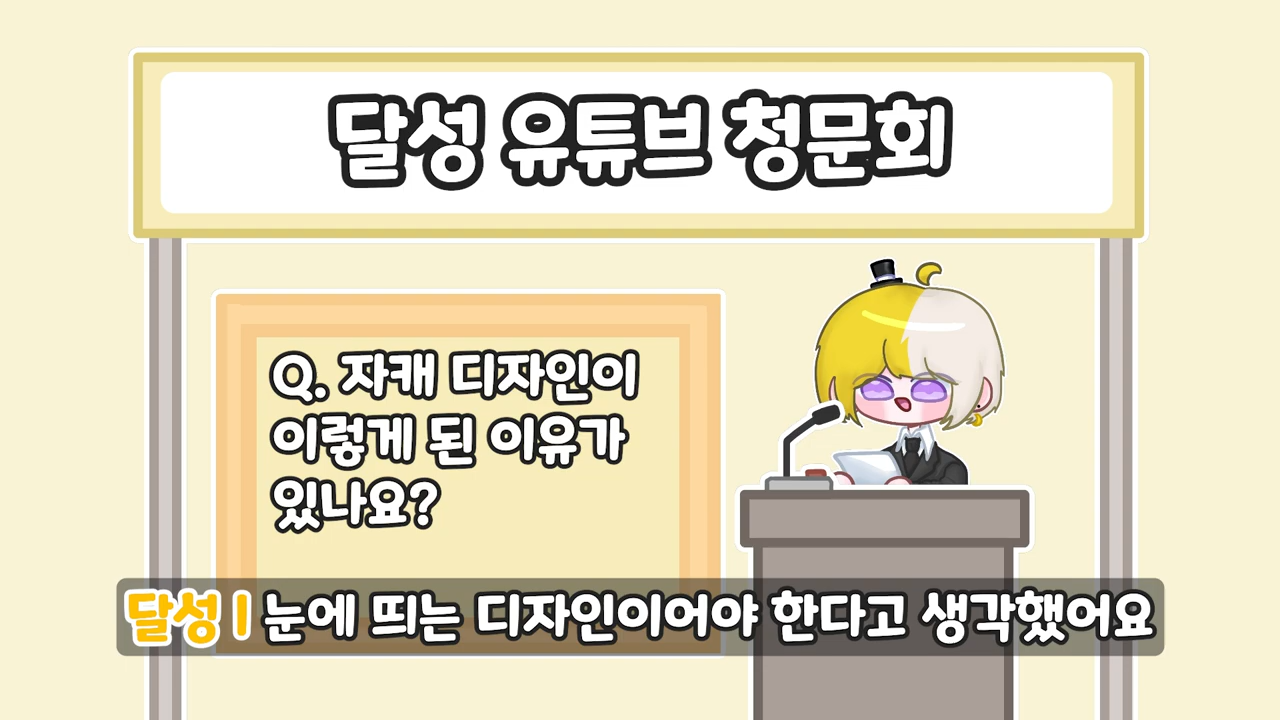 달성 유튜브 청문회
Q. 자캐 디자인이
이렇게 된 이유가
있나요?
달성 | 눈에 띄는 디자인이어야 한다고 생각했어요